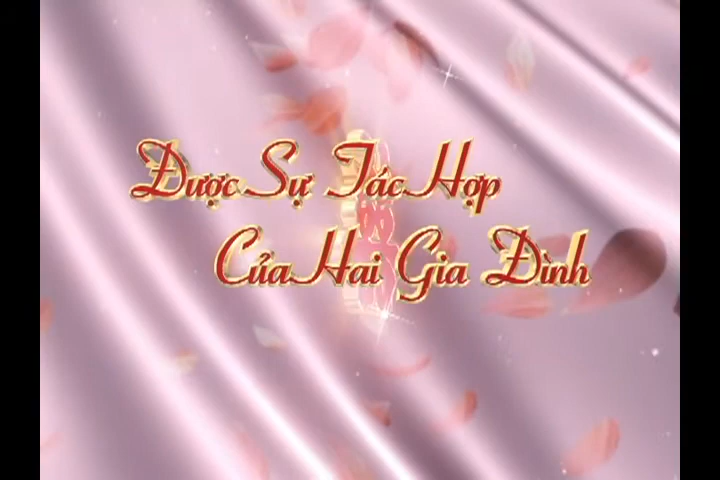 Được Sự Tác Hợp
Của Hai Gia Đình